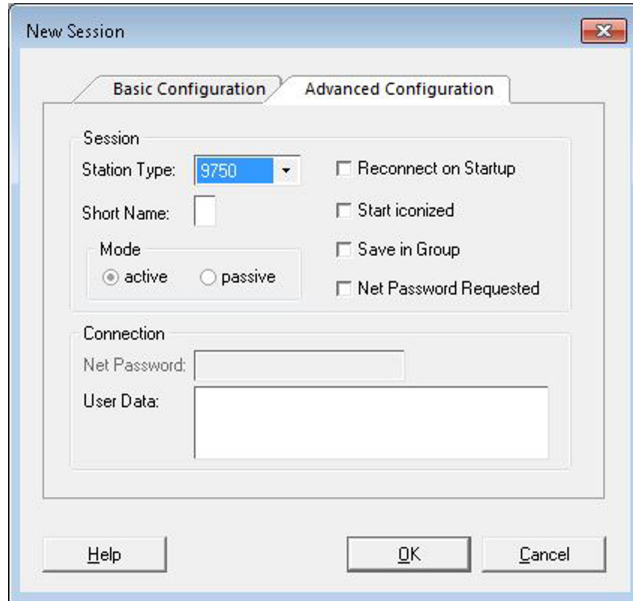 New Session
Basic Configuration Advanced Configuration
Session
Station Type: 9750 Reconnect on Startup
Short Name: Start iconized
Mode Save in Group
active passive Net Password Requested
Connection
Net Password:
User Data:
Help OK Cancel